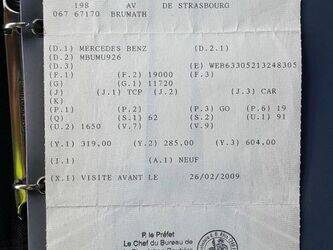 198 AV DE STRASBOURG
067 67170 BRUMATH
(D.1) MERCEDES BENZ (D.2.1)
(D.2) MBUMU926
(D.3) (E) WEB63305213248305
(F.1) (F.2) 19000 (F.3)
(G) (G.1) 11720
(J) (J.1) TCP (J.2) (J.3) CAR
(K)
(P.1) (P.2) (P.3) GO (P.6) 19
(Q) (S.1) 62 (S.2) (U.1) 91
(U.2) 1650 (V.7) (V.9)
(Y.1) 319,00 (Y.2) 285,00 (Y.3) 604,00
(I.1) (A.1) NEUF
(X.1) VISITE AVANT LE 26/02/2009
P. le Préfet
Le Chef du Bureau de